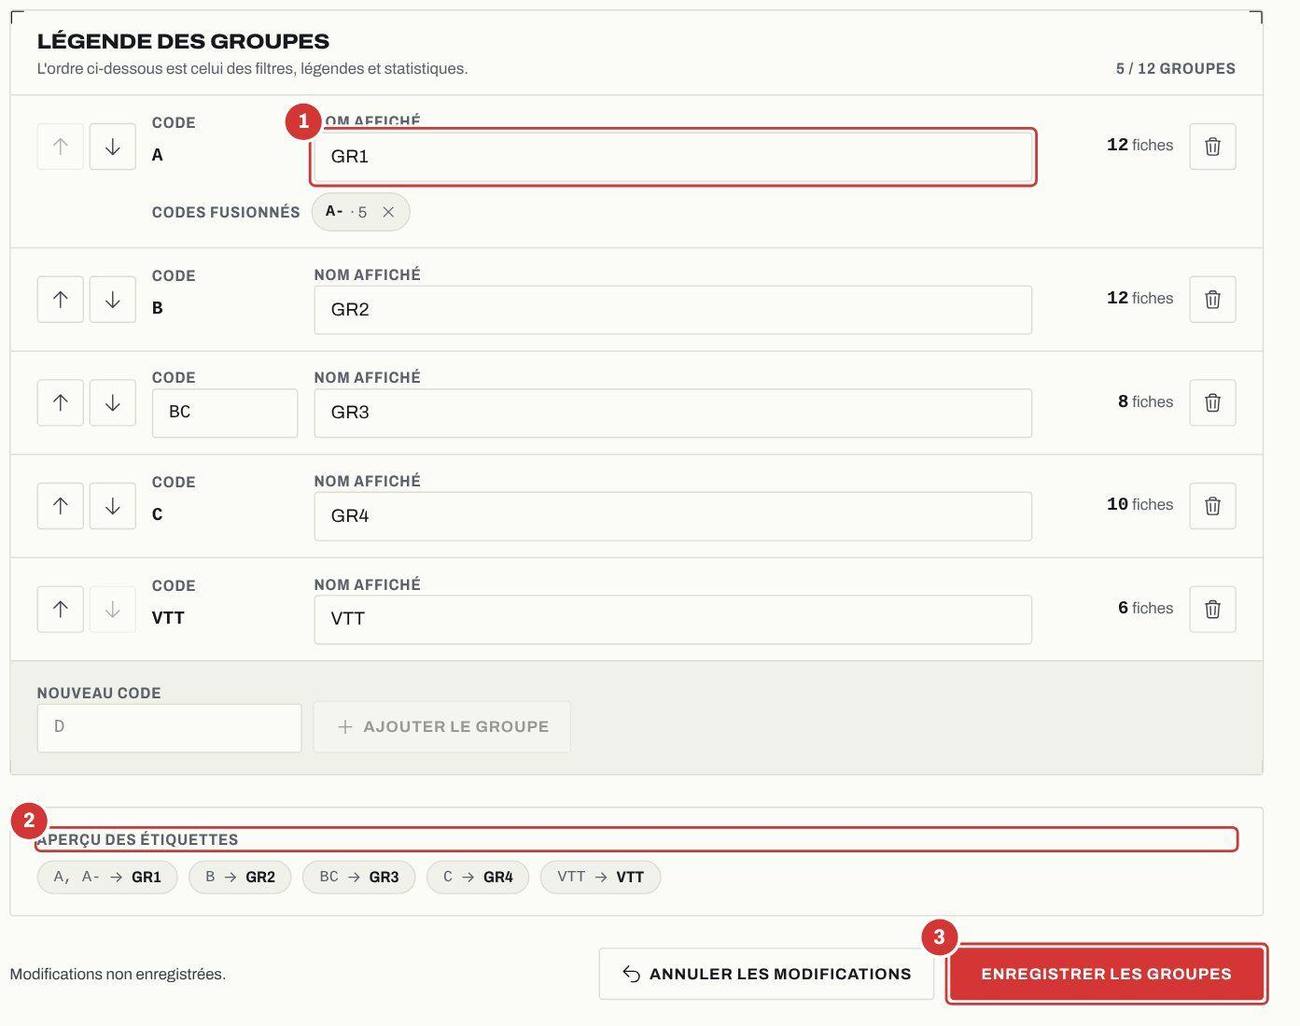 LÉGENDE DES GROUPES
L'ordre ci-dessous est celui des filtres, légendes et statistiques.
5 / 12 GROUPES
CODE
1
OM AFFICHÉ
A
GR1
12 fiches
CODES FUSIONNÉS
A- · 5
CODE
NOM AFFICHÉ
B
GR2
12 fiches
CODE
NOM AFFICHÉ
BC
GR3
8 fiches
CODE
NOM AFFICHÉ
C
GR4
10 fiches
CODE
NOM AFFICHÉ
VTT
VTT
6 fiches
NOUVEAU CODE
D
AJOUTER LE GROUPE
2
APERÇU DES ÉTIQUETTES
A, A- → GR1
B → GR2
BC → GR3
C → GR4
VTT → VTT
3
Modifications non enregistrées.
ANNULER LES MODIFICATIONS
ENREGISTRER LES GROUPES